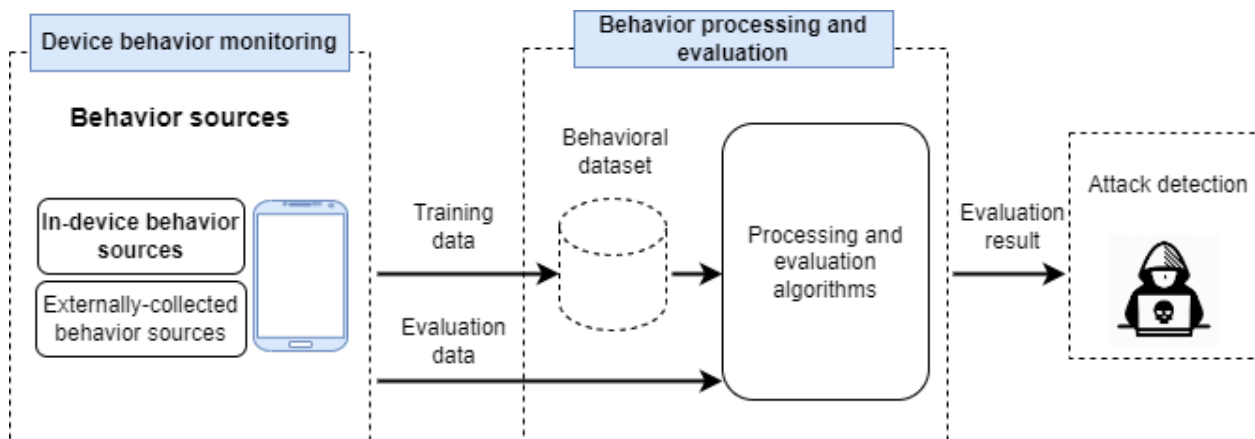 Device behavior monitoring
Behavior sources
In-device behavior
sources
Externally-collected
behavior sources
Training
data
Evaluation
data
Behavior processing and
evaluation
Behavioral
dataset
Processing and
evaluation
algorithms
Evaluation
result
Attack detection